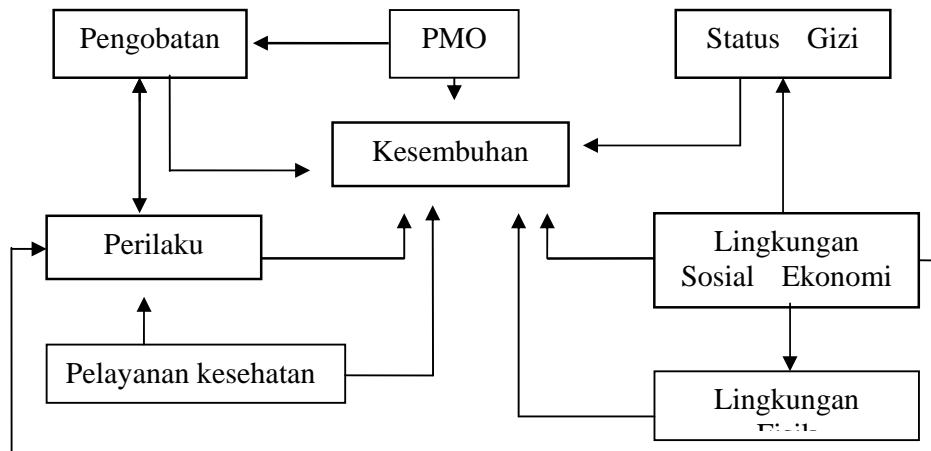 Pengobatan
PMO
Status Gizi
Kesembuhan
Perilaku
Lingkungan
Sosial Ekonomi
Pelayanan kesehatan
Lingkungan